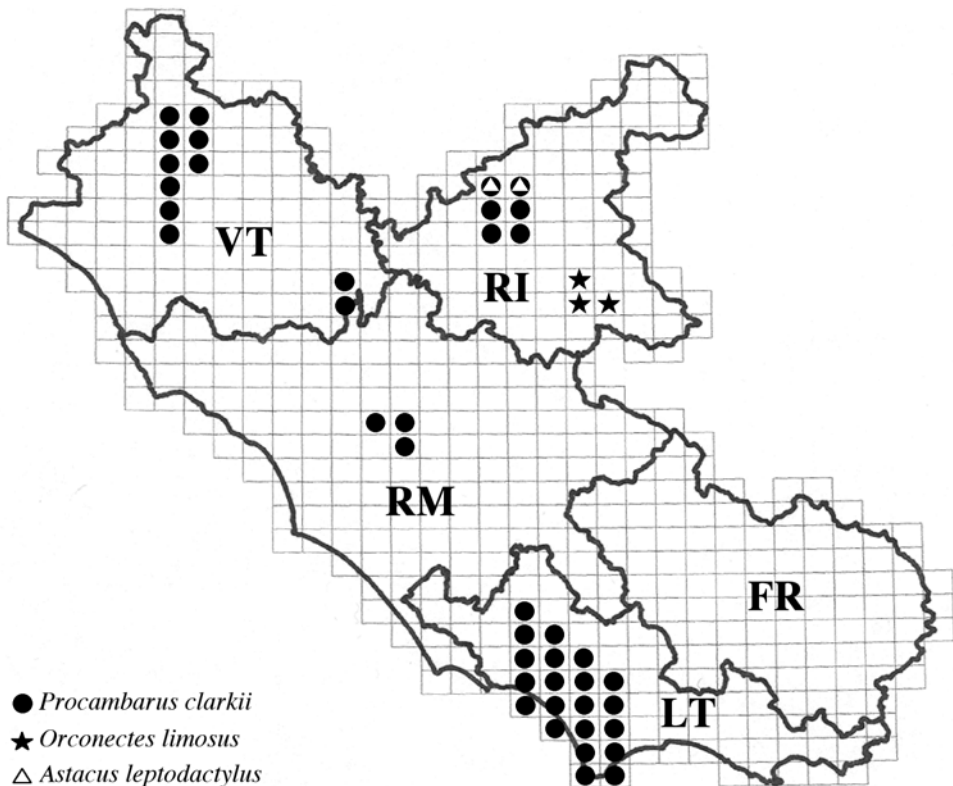 VT
RI
RM
FR
LT
Procambarus clarkii
Orconectes limosus
Astacus leptodactylus